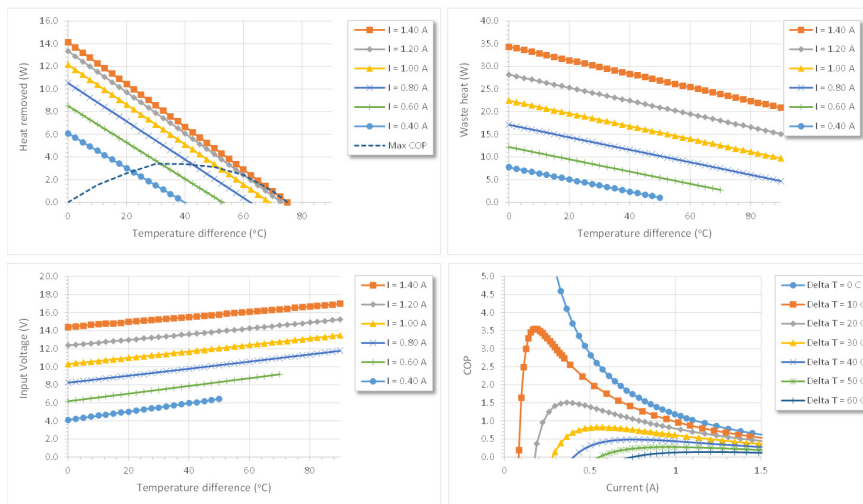 16.0
14.0
12.0
10.0
8.0
6.0
4.0
2.0
0.0
Heat removed (W)
0 20 40 60 80
Temperature difference (°C)
I = 1.40 A
I = 1.20 A
I = 1.00 A
I = 0.80 A
I = 0.60 A
I = 0.40 A
Max COP
40.0
35.0
30.0
25.0
20.0
15.0
10.0
5.0
0.0
Waste heat (W)
0 20 40 60 80
Temperature difference (°C)
I = 1.40 A
I = 1.20 A
I = 1.00 A
I = 0.80 A
I = 0.60 A
I = 0.40 A
20.0
18.0
16.0
14.0
12.0
10.0
8.0
6.0
4.0
2.0
0.0
Input Voltage (V)
0 20 40 60 80
Temperature difference (°C)
I = 1.40 A
I = 1.20 A
I = 1.00 A
I = 0.80 A
I = 0.60 A
I = 0.40 A
5.0
4.5
4.0
3.5
3.0
2.5
2.0
1.5
1.0
0.5
0.0
COP
0.0 0.5 1.0 1.5
Current (A)
Delta T = 0 C
Delta T = 10 C
Delta T = 20 C
Delta T = 30 C
Delta T = 40 C
Delta T = 50 C
Delta T = 60 C